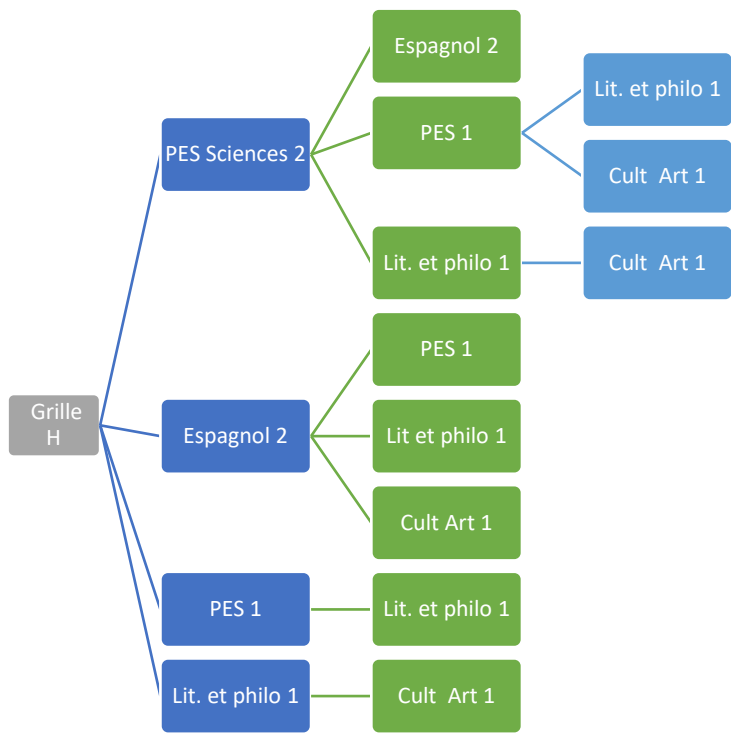 Grille
H
PES Sciences 2
Espagnol 2
PES 1
Lit. et philo 1
Cult  Art 1
Lit. et philo 1
Cult  Art 1
Espagnol 2
PES 1
Lit et philo 1
Cult Art 1
PES 1
Lit. et philo 1
Lit. et philo 1
Cult  Art 1